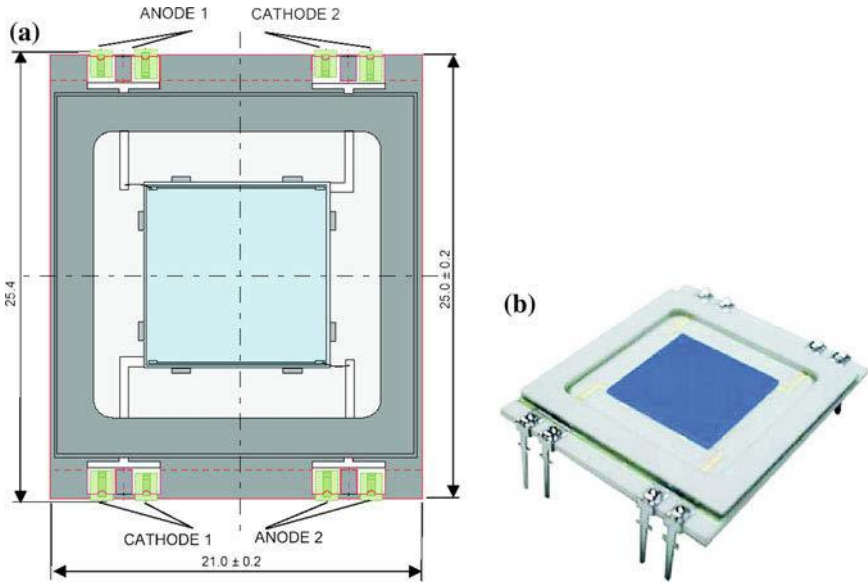 ANODE 1 CATHODE 2
(a)
25.4
25.0 ± 0.2
(b)
CATHODE 1 ANODE 2
21.0 ± 0.2